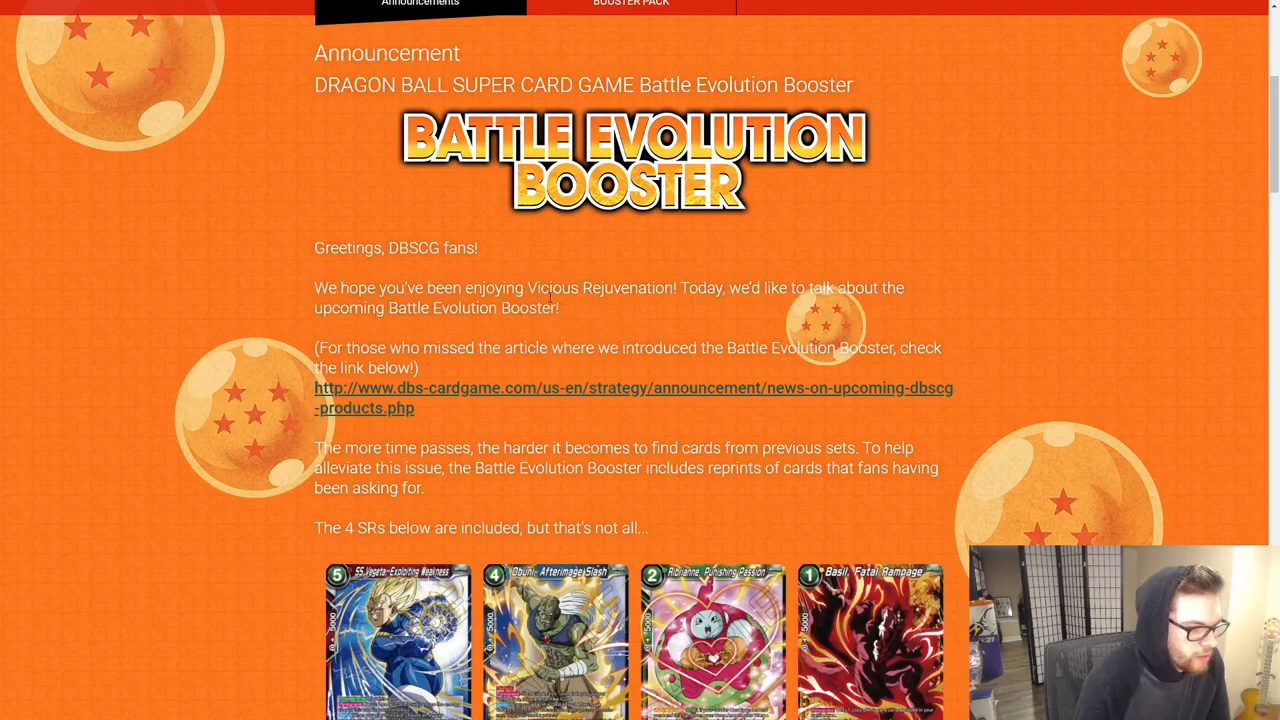 Announcements
BOOSTER PACK
Announcement
DRAGON BALL SUPER CARD GAME Battle Evolution Booster
BATTLE EVOLUTION
BOOSTER
Greetings, DBSCG fans!
We hope you've been enjoying Vicious Rejuvenation! Today, we'd like to talk about the
upcoming Battle Evolution Booster!
(For those who missed the article where we introduced the Battle Evolution Booster, check
the link below!)
http://www.dbs-cardgame.com/us-en/strategy/announcement/news-on-upcoming-dbscg
-products.php
The more time passes, the harder it becomes to find cards from previous sets. To help
alleviate this issue, the Battle Evolution Booster includes reprints of cards that fans having
been asking for.
The 4 SRs below are included, but that's not all...
5 SS Vegeta, Exploiting Weakness
4 Obuni, Afterimage Slash
2 Ribrianne, Punishing Passion
1 Basil, Fatal Rampage
5000
5000
5000
5000